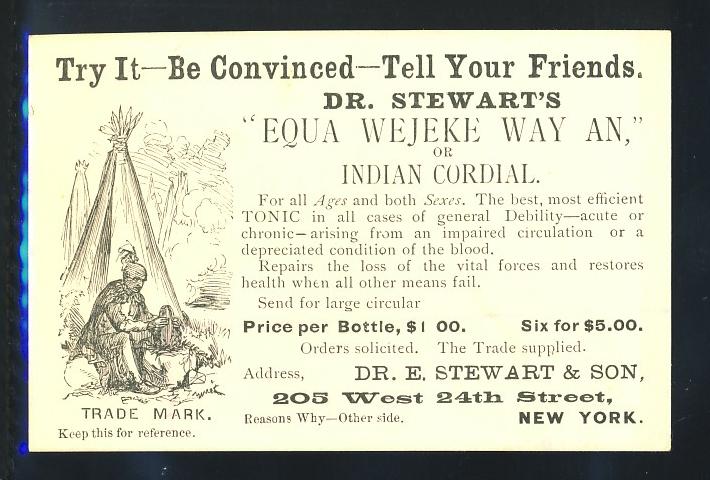 Try It—Be Convinced—Tell Your Friends.
DR. STEWART'S
"EQUA WEJEKE WAY AN,"
OR
INDIAN CORDIAL.
For all Ages and both Sexes. The best, most efficient
TONIC in all cases of general Debility—acute or
chronic—arising from an impaired circulation or a
depreciated condition of the blood.
Repairs the loss of the vital forces and restores
health when all other means fail.
Send for large circular
Price per Bottle, $1 00. Six for $5.00.
Orders solicited. The Trade supplied.
Address, DR. E. STEWART & SON,
205 West 24th Street,
Reasons Why—Other side. NEW YORK.
TRADE MARK.
Keep this for reference.